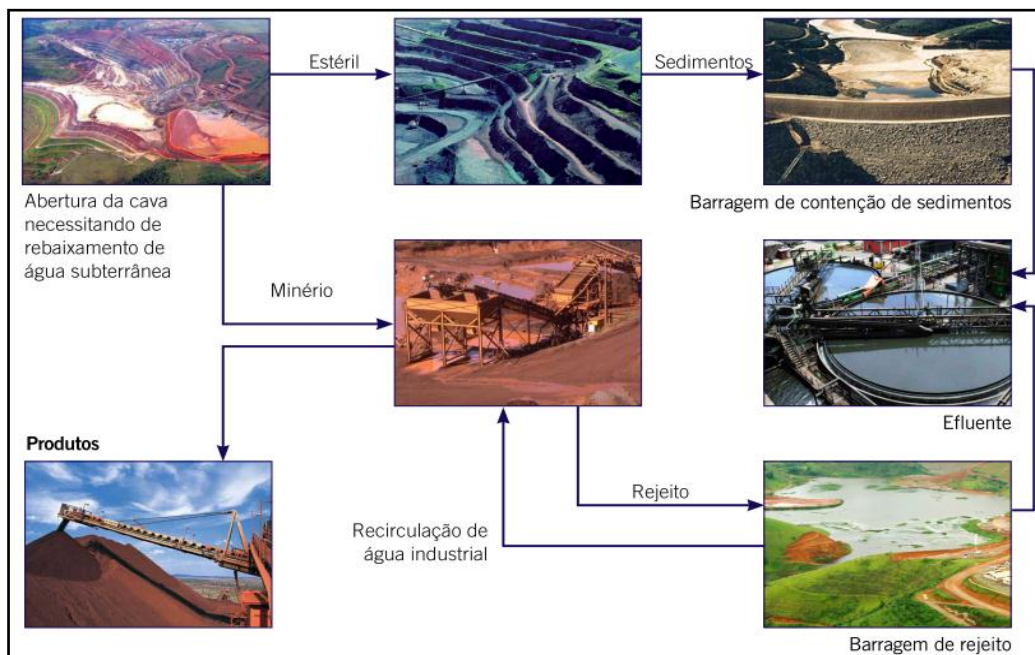 Estéril
Sedimentos
Abertura da cava
necessitando de
rebaixamento de
água subterrânea
Barragem de contenção de sedimentos
Minério
Efluente
Produtos
Rejeito
Recirculação de
água industrial
Barragem de rejeito